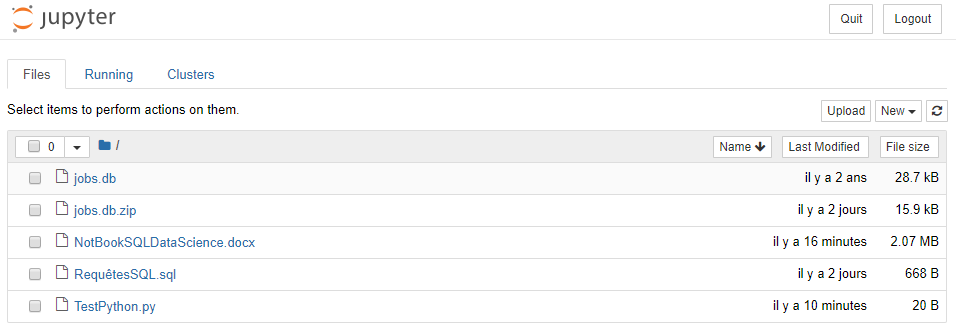 jupyter Quit Logout
Files Running Clusters
Select items to perform actions on them. Upload New
0 / Name Last Modified File size
jobs.db il y a 2 ans 28.7 kB
jobs.db.zip il y a 2 jours 15.9 kB
NotBookSQLDataScience.docx il y a 16 minutes 2.07 MB
RequêtesSQL.sql il y a 2 jours 668 B
TestPython.py il y a 10 minutes 20 B